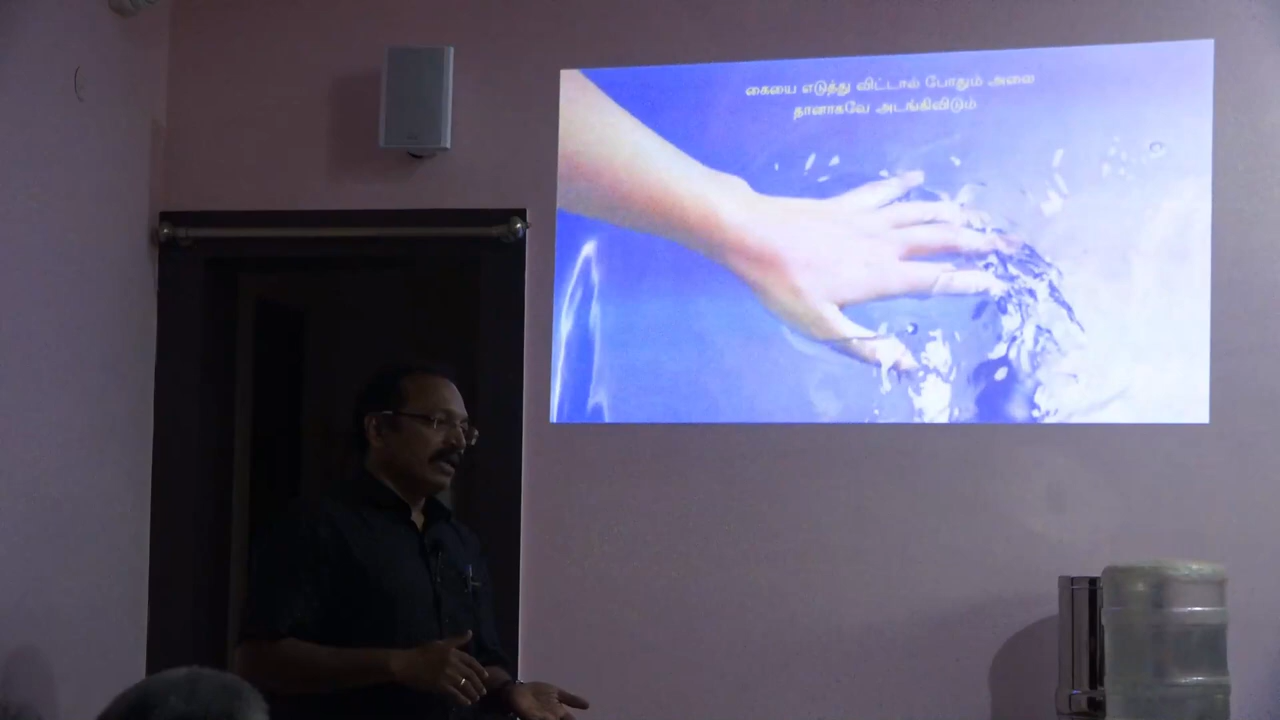 கையை எடுத்து விட்டால் போதும் அலை
தானாகவே அடங்கிவிடும்